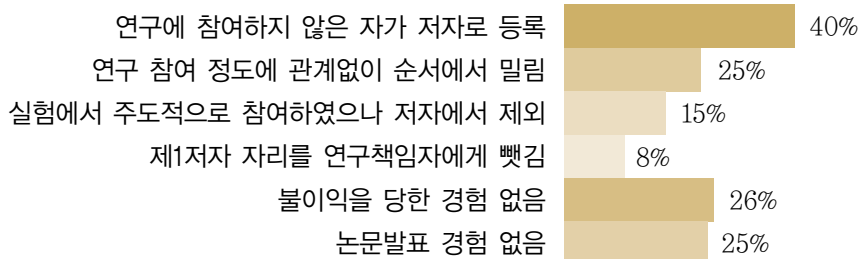 연구에 참여하지 않은 자가 저자로 등록 40%
연구 참여 정도에 관계없이 순서에서 밀림 25%
실험에서 주도적으로 참여하였으나 저자에서 제외 15%
제1저자 자리를 연구책임자에게 뺏김 8%
불이익을 당한 경험 없음 26%
논문발표 경험 없음 25%